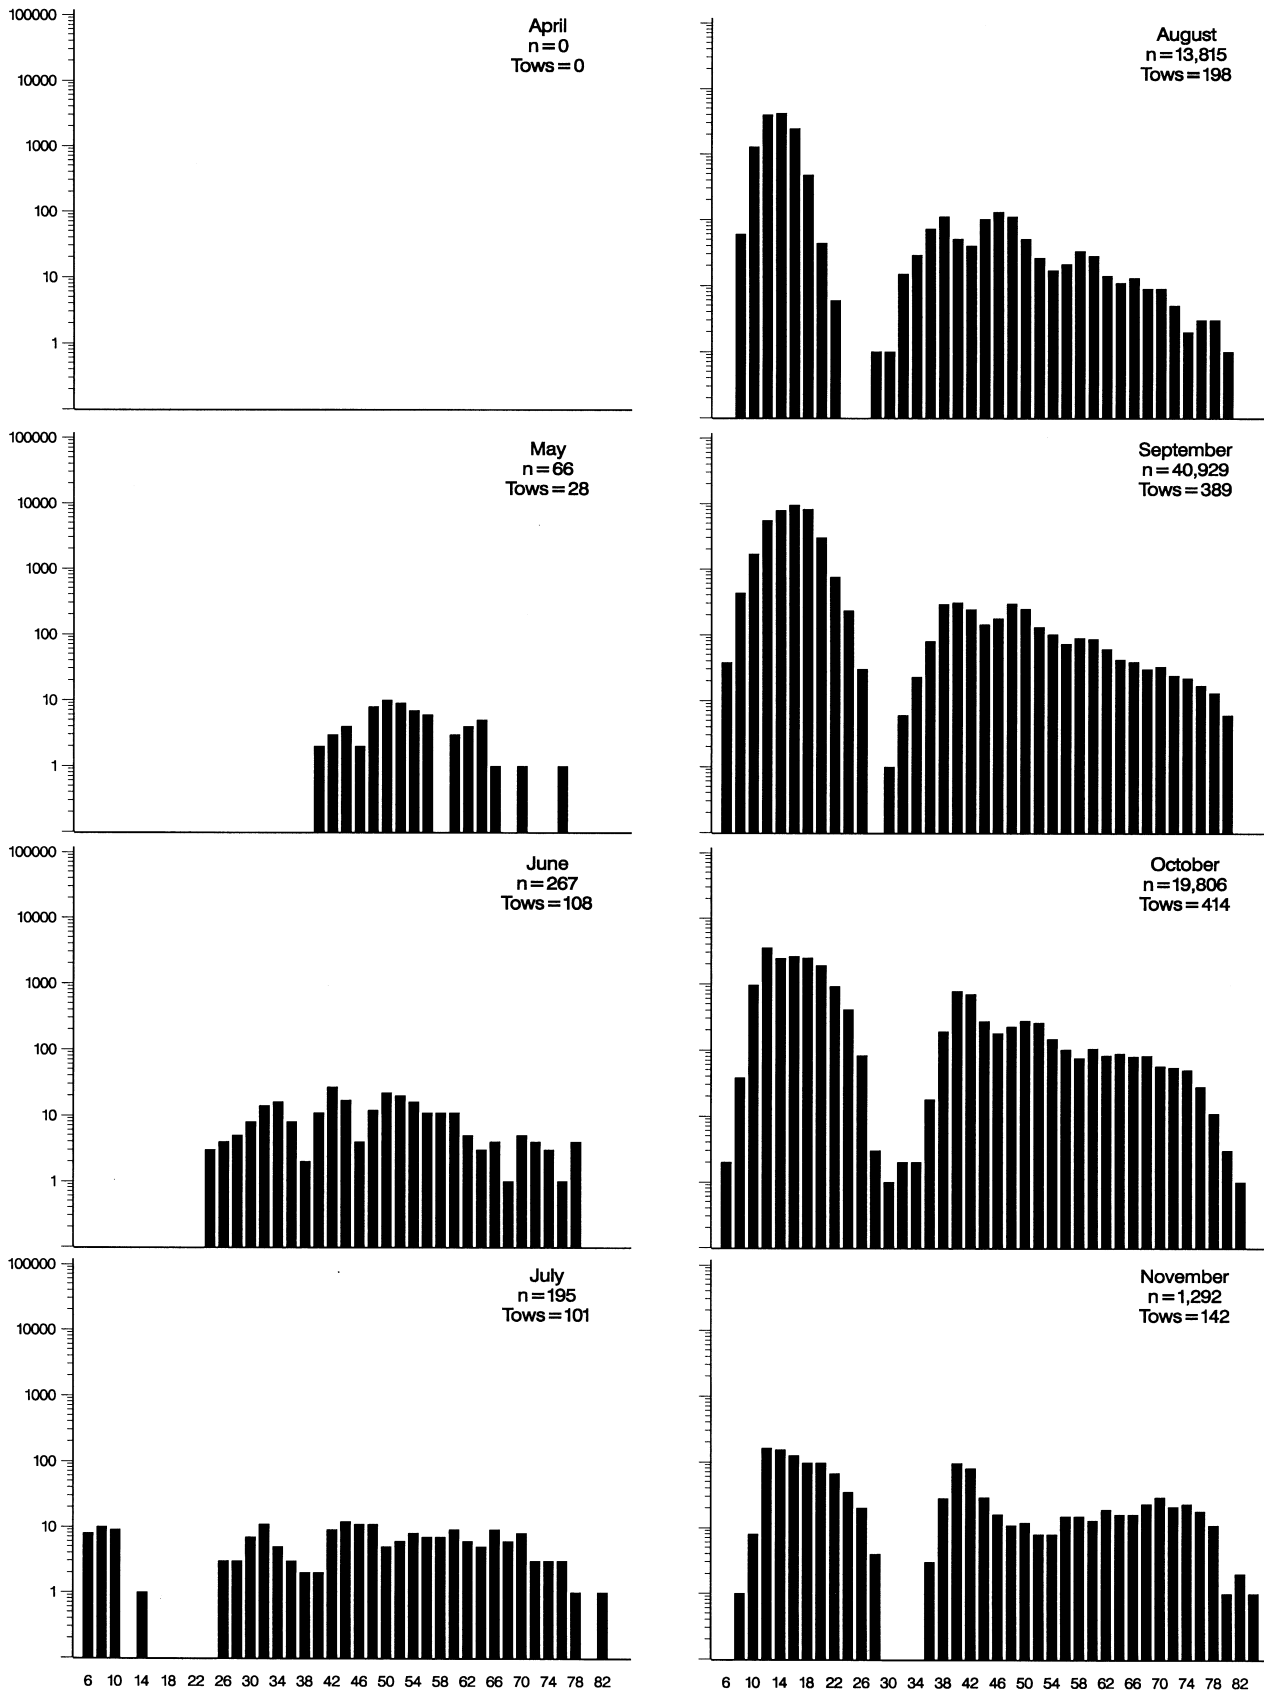 April
n=0
Tows=0
100000
10000
1000
100
10
1
May
n=66
Tows=28
100000
10000
1000
100
10
1
June
n=267
Tows=108
100000
10000
1000
100
10
1
July
n=195
Tows=101
100000
10000
1000
100
10
1
6 10 14 18 22 26 30 34 38 42 46 50 54 58 62 66 70 74 78 82
August
n=13,815
Tows=198
September
n=40,929
Tows=389
October
n=19,806
Tows=414
November
n=1,292
Tows=142
6 10 14 18 22 26 30 34 38 42 46 50 54 58 62 66 70 74 78 82